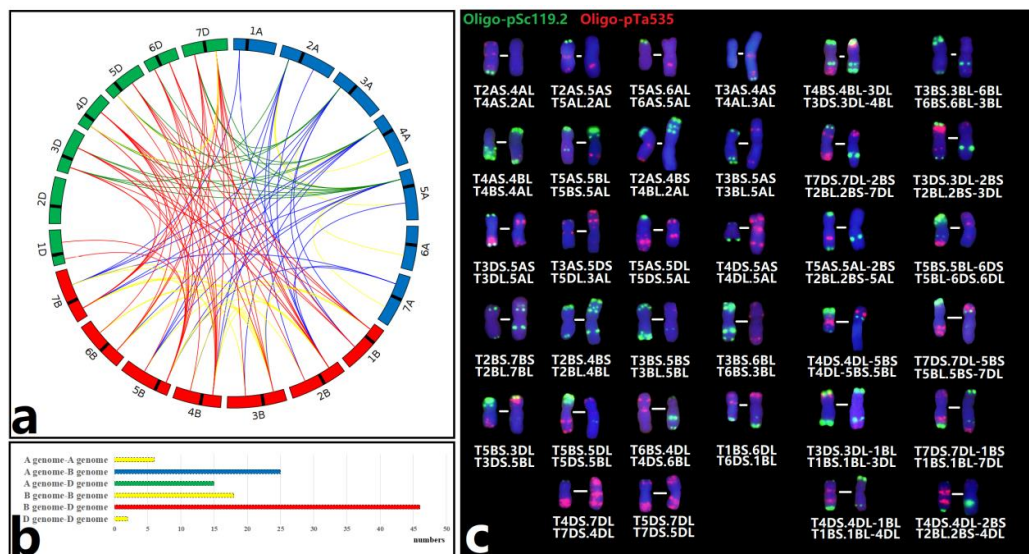 7D
1A
6D
2A
5D
3A
4D
4A
3D
5A
2D
6A
1D
7A
7B
1B
6B
2B
5B
4B
3B
a
A genome-A genome
A genome-B genome
A genome-D genome
B genome-B genome
B genome-D genome
D genome-D genome
0 5 10 15 20 25 30 35 40 45 50
numbers
b
Oligo-pSc119.2 Oligo-pTa535
T2AS.4AL T2AS.5AS T5AS.6AL T3AS.4AS T4BS.4BL-3DL T3BS.3BL-6BL
T4AS.2AL T5AL.2AL T6AS.5AL T4AL.3AL T3DS.3DL-4BL T6BS.6BL-3BL
T4AS.4BL T5AS.5BL T2AS.4BS T3BS.5AS T7DS.7DL-2BS T3DS.3DL-2BS
T4BS.4AL T5BS.5AL T4BL.2AL T3BL.5AL T2BL.2BS-7DL T2BL.2BS-3DL
T3DS.5AS T3AS.5DS T5AS.5DL T4DS.5AS T5AS.5AL-2BS T5BS.5BL-6DS
T3DL.5AL T5DL.3AL T5DS.5AL T4DL.5AL T2BL.2BS-5AL T5BL-6DS.6DL
T2BS.7BS T2BS.4BS T3BS.5BS T3BS.6BL T4DS.4DL-5BS T7DS.7DL-5BS
T2BL.7BL T2BL.4BL T3BL.5BL T6BS.3BL T4DL-5BS.5BL T5BL.5BS-7DL
T5BS.3DL T5BS.5DL T6BS.4DL T1BS.6DL T3DS.3DL-1BL T7DS.7DL-1BS
T3DS.5BL T5DS.5BL T4DS.6BL T6DS.1BL T1BS.1BL-3DL T1BS.1BL-7DL
T4DS.7DL T5DS.7DL T4DS.4DL-1BL T4DS.4DL-2BS
T7DS.4DL T7DS.5DL T1BS.1BL-4DL T2BL.2BS-4DL
c